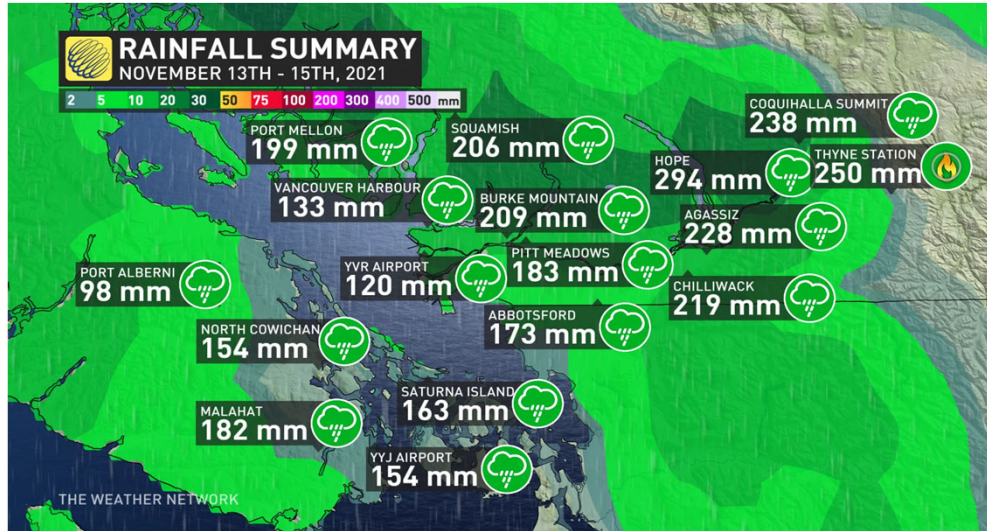 RAINFALL SUMMARY
NOVEMBER 13TH - 15TH, 2021
2 5 10 20 30 50 75 100 200 300 400 500 mm
COQUIHALLA SUMMIT
238 mm
PORT MELLON
199 mm
SQUAMISH
206 mm
HOPE
294 mm
THYNE STATION
250 mm
VANCOUVER HARBOUR
133 mm
BURKE MOUNTAIN
209 mm
AGASSIZ
228 mm
PORT ALBERNI
98 mm
YVR AIRPORT
120 mm
PITT MEADOWS
183 mm
CHILLIWACK
219 mm
NORTH COWICHAN
154 mm
ABBOTSFORD
173 mm
SATURNA ISLAND
163 mm
MALAHAT
182 mm
YYJ AIRPORT
154 mm
THE WEATHER NETWORK